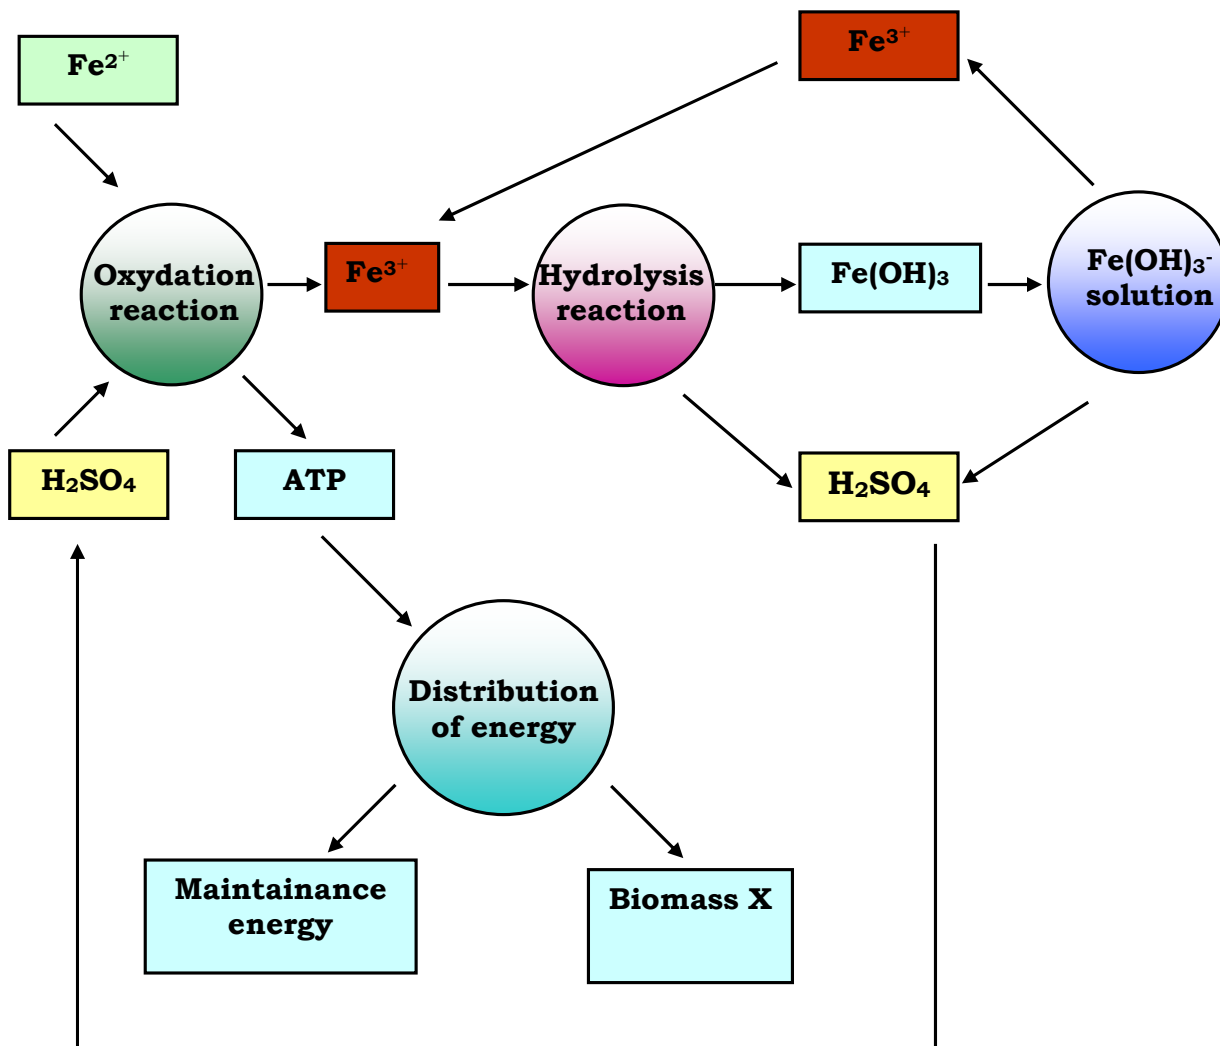 Fe²⁺
Fe³⁺
Oxydation
reaction
Fe³⁺
Hydrolysis
reaction
Fe(OH)₃
Fe(OH)₃-
solution
H₂SO₄
ATP
H₂SO₄
Distribution
of energy
Maintainance
energy
Biomass X